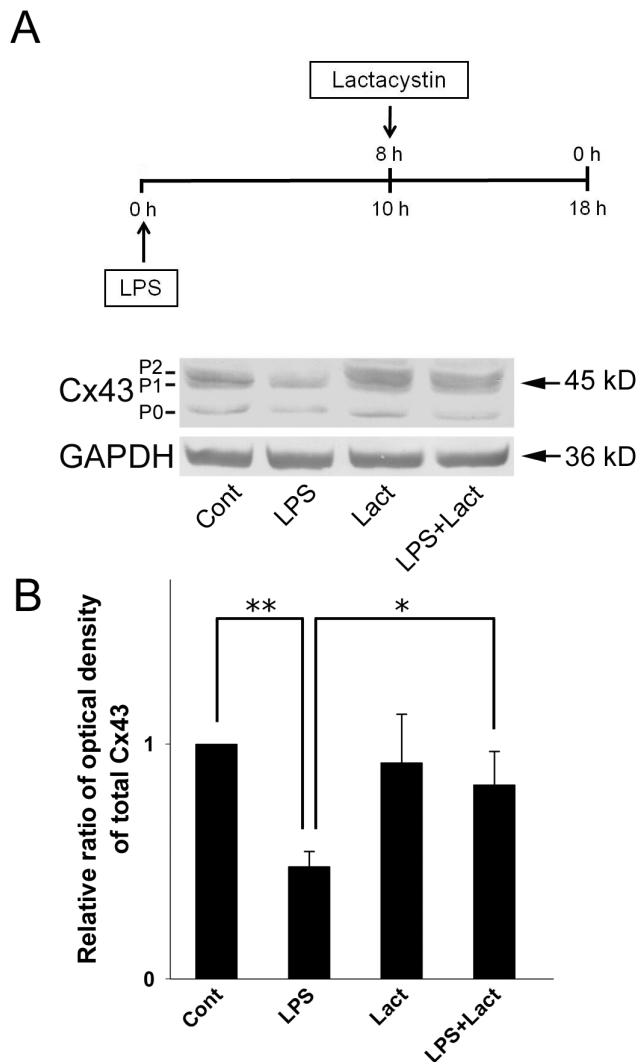 A
Lactacystin
8 h
0 h
0 h
10 h
18 h
LPS
Cx43
P2
P1
P0
45 kD
GAPDH
36 kD
Cont
LPS
Lact
LPS+Lact
B
Relative ratio of optical density
of total Cx43
**
*
1
0
Cont
LPS
Lact
LPS+Lact